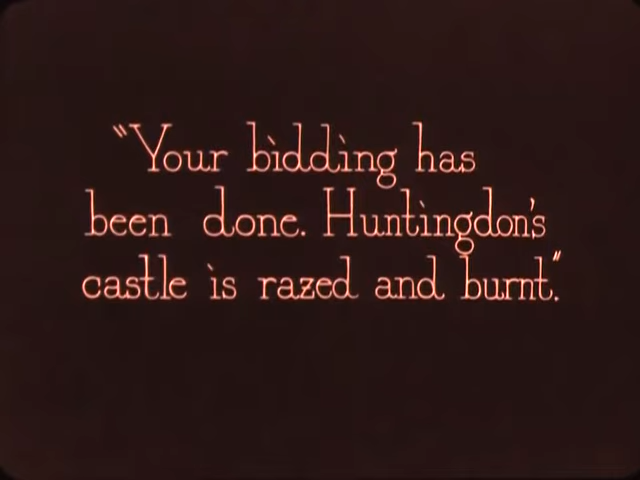 "Your bidding has
been done. Huntingdon's
castle is razed and burnt."